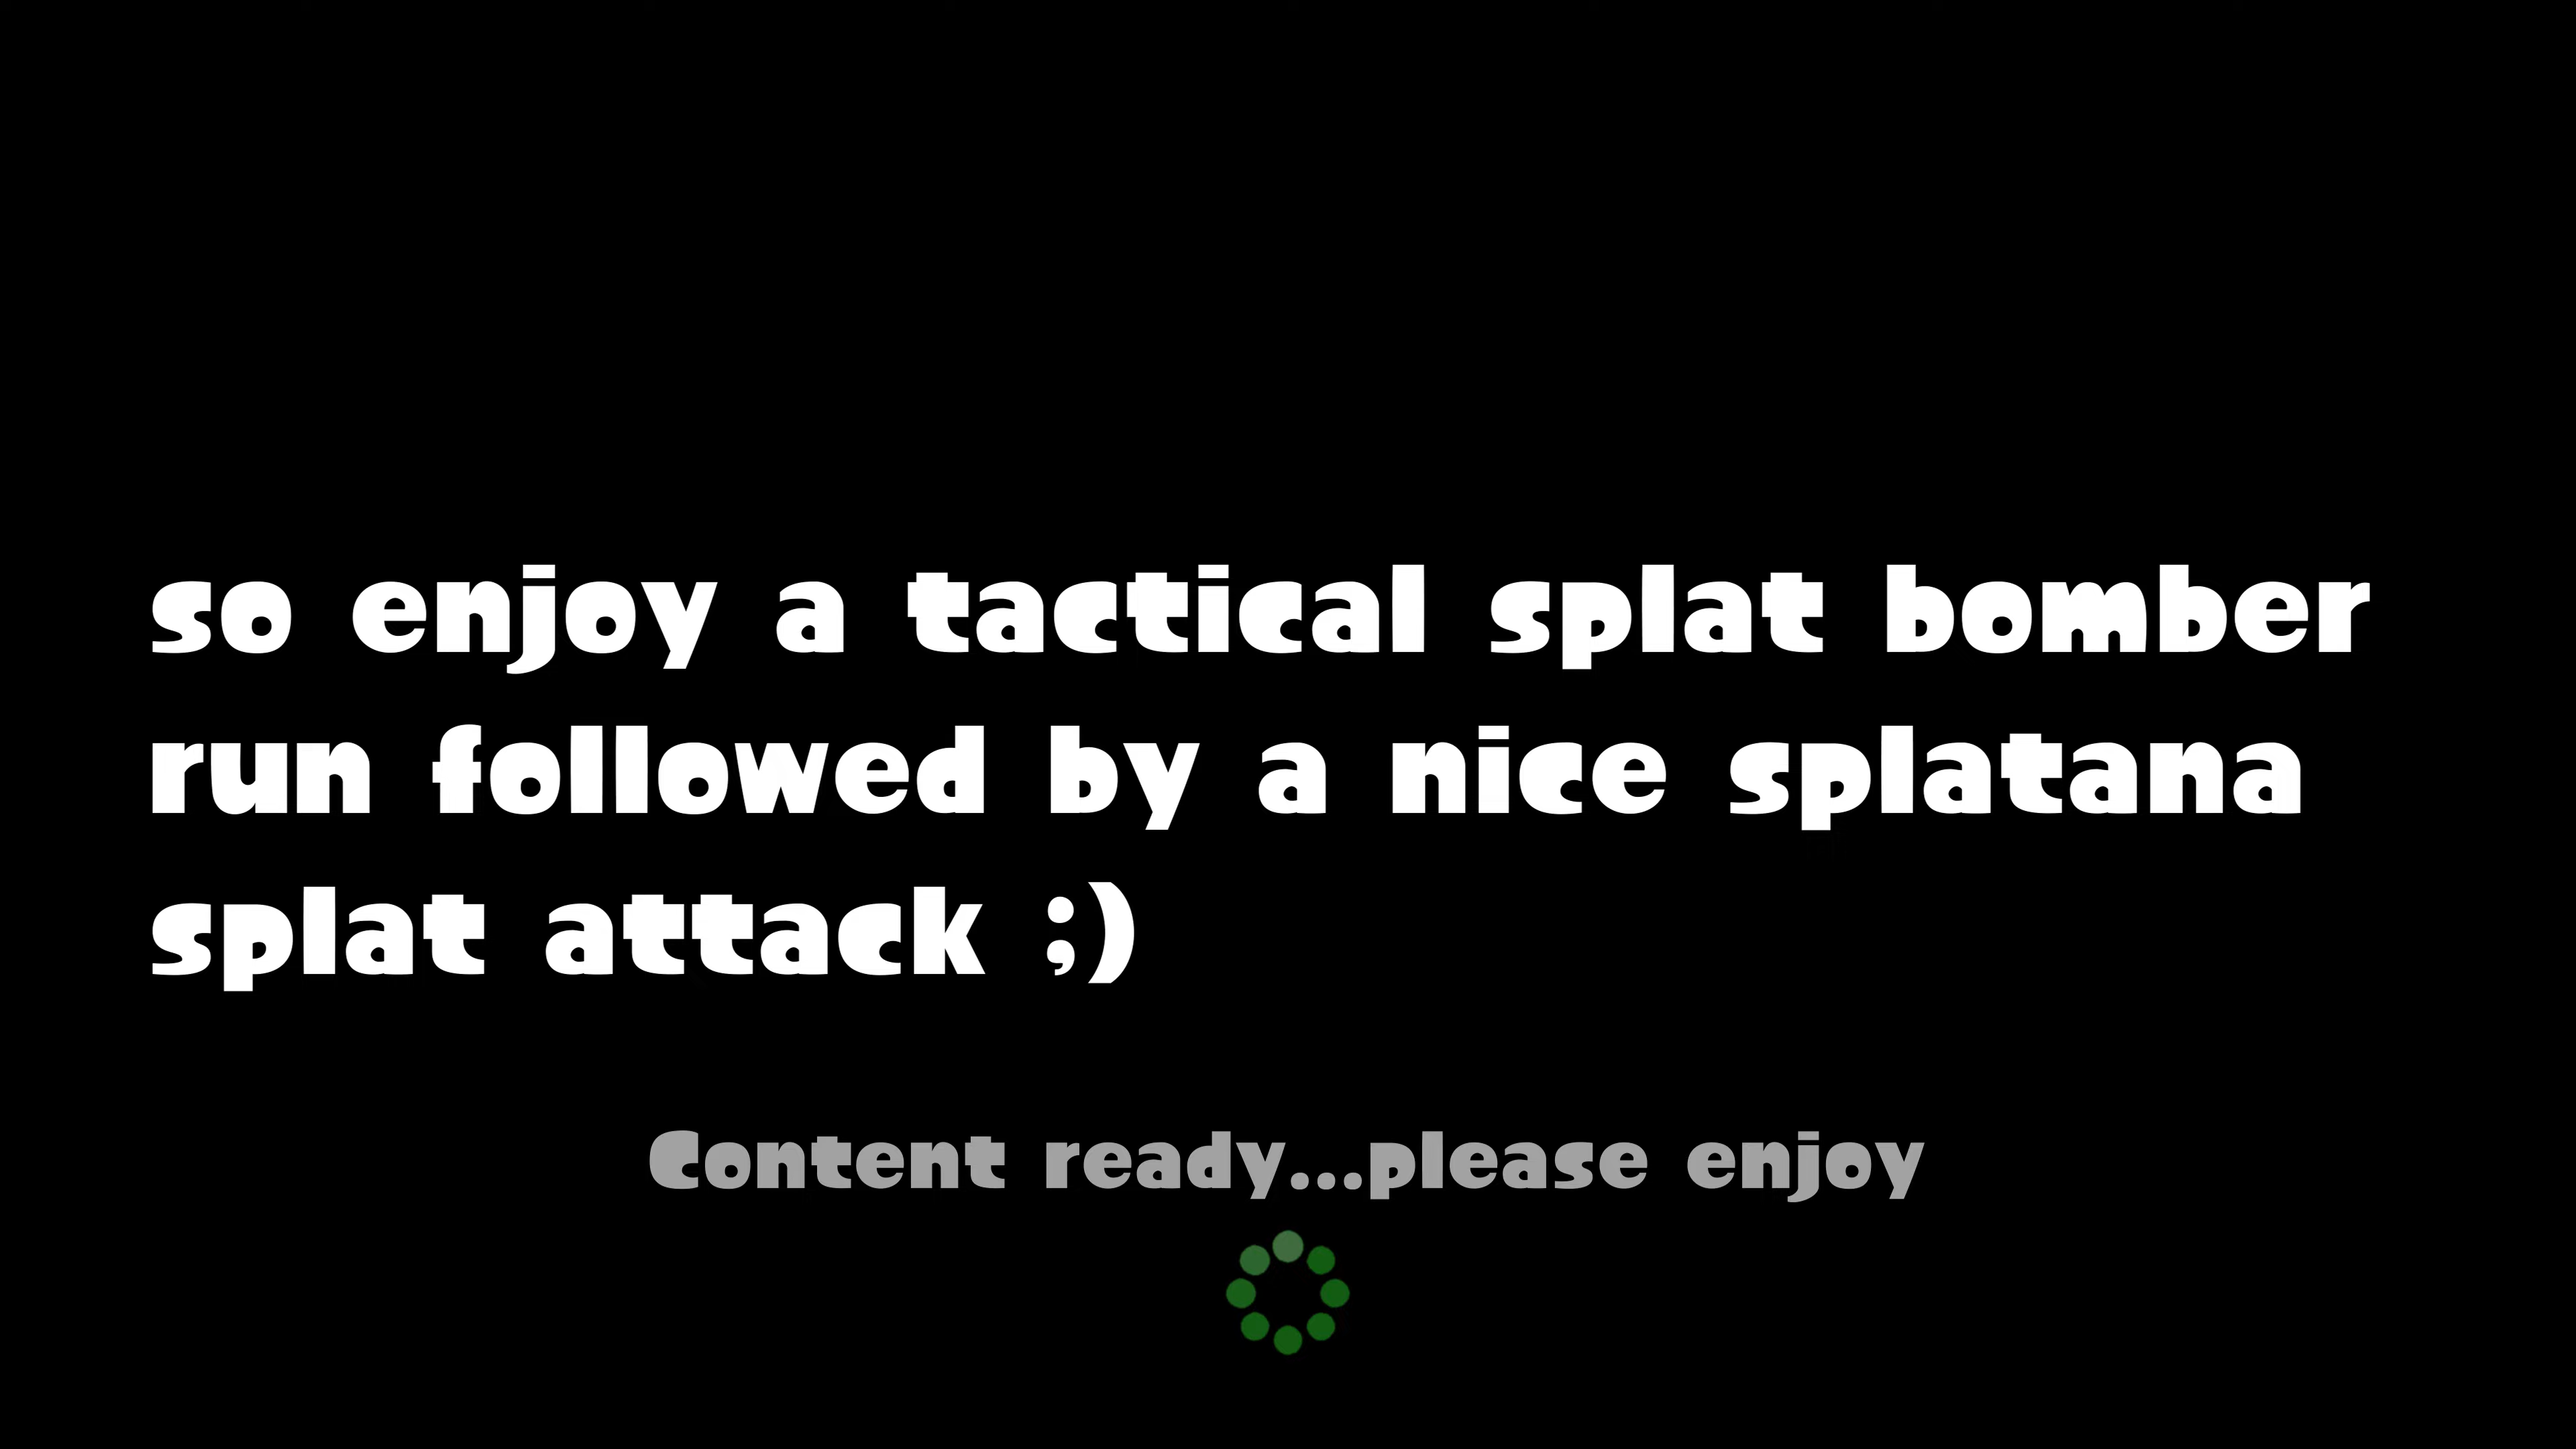 so enjoy a tactical splat bomber
run followed by a nice splatana
splat attack ;)
Content ready...please enjoy